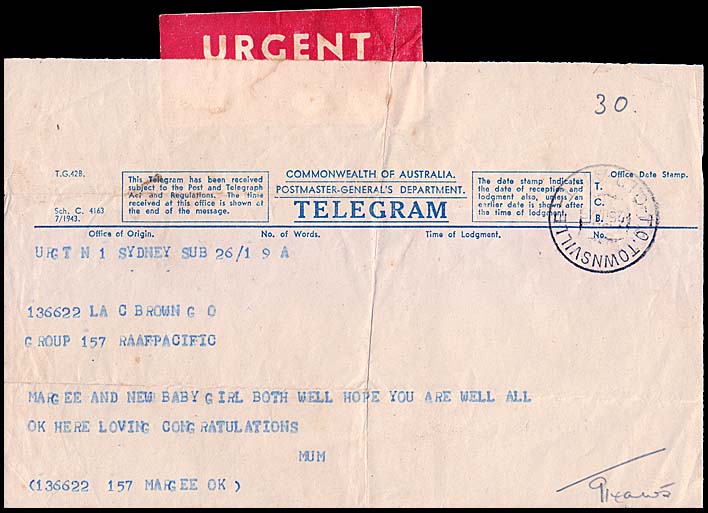 URGENT
30.
T.G.42B.
This Telegram has been received
subject to the Post and Telegraph
Act and Regulations. The time
received at this office is shown at
the end of the message.
Sch. C. 4163
7/1943.
COMMONWEALTH OF AUSTRALIA.
POSTMASTER-GENERAL'S DEPARTMENT.
TELEGRAM
The date stamp indicates
the date of reception and
lodgment also, unless an
earlier date is shown after
the time of lodgment.
Office Date Stamp.
T.
C.
B.
No.
TOWNSVILLE
Office of Origin. No. of Words. Time of Lodgment.
URGT N 1 SYDNEY SUB 26/1 9 A
136622 LA C BROWN G O
GROUP 157 RAAFPACIFIC
MARGEE AND NEW BABY GIRL BOTH WELL HOPE YOU ARE WELL ALL
OK HERE LOVING CONGRATULATIONS
MUM
(136622 157 MARGEE OK )